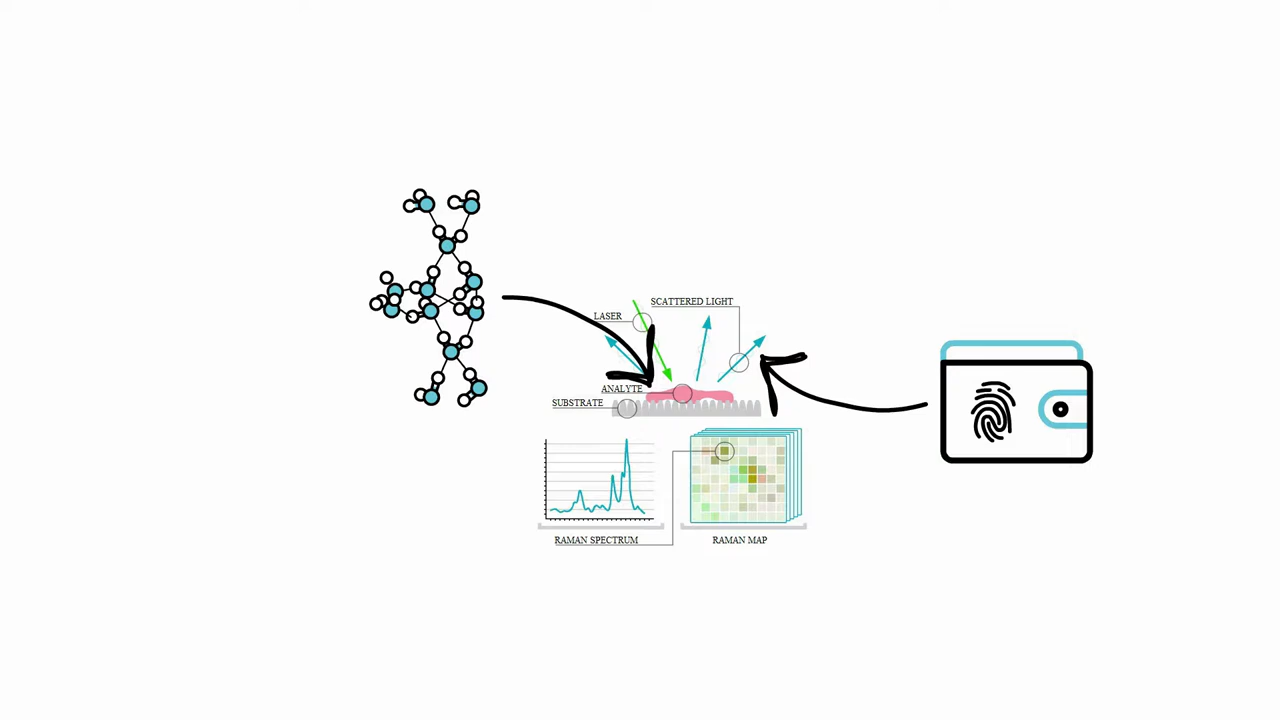 SCATTERED LIGHT
LASER
ANALYTE
SUBSTRATE
RAMAN SPECTRUM
RAMAN MAP